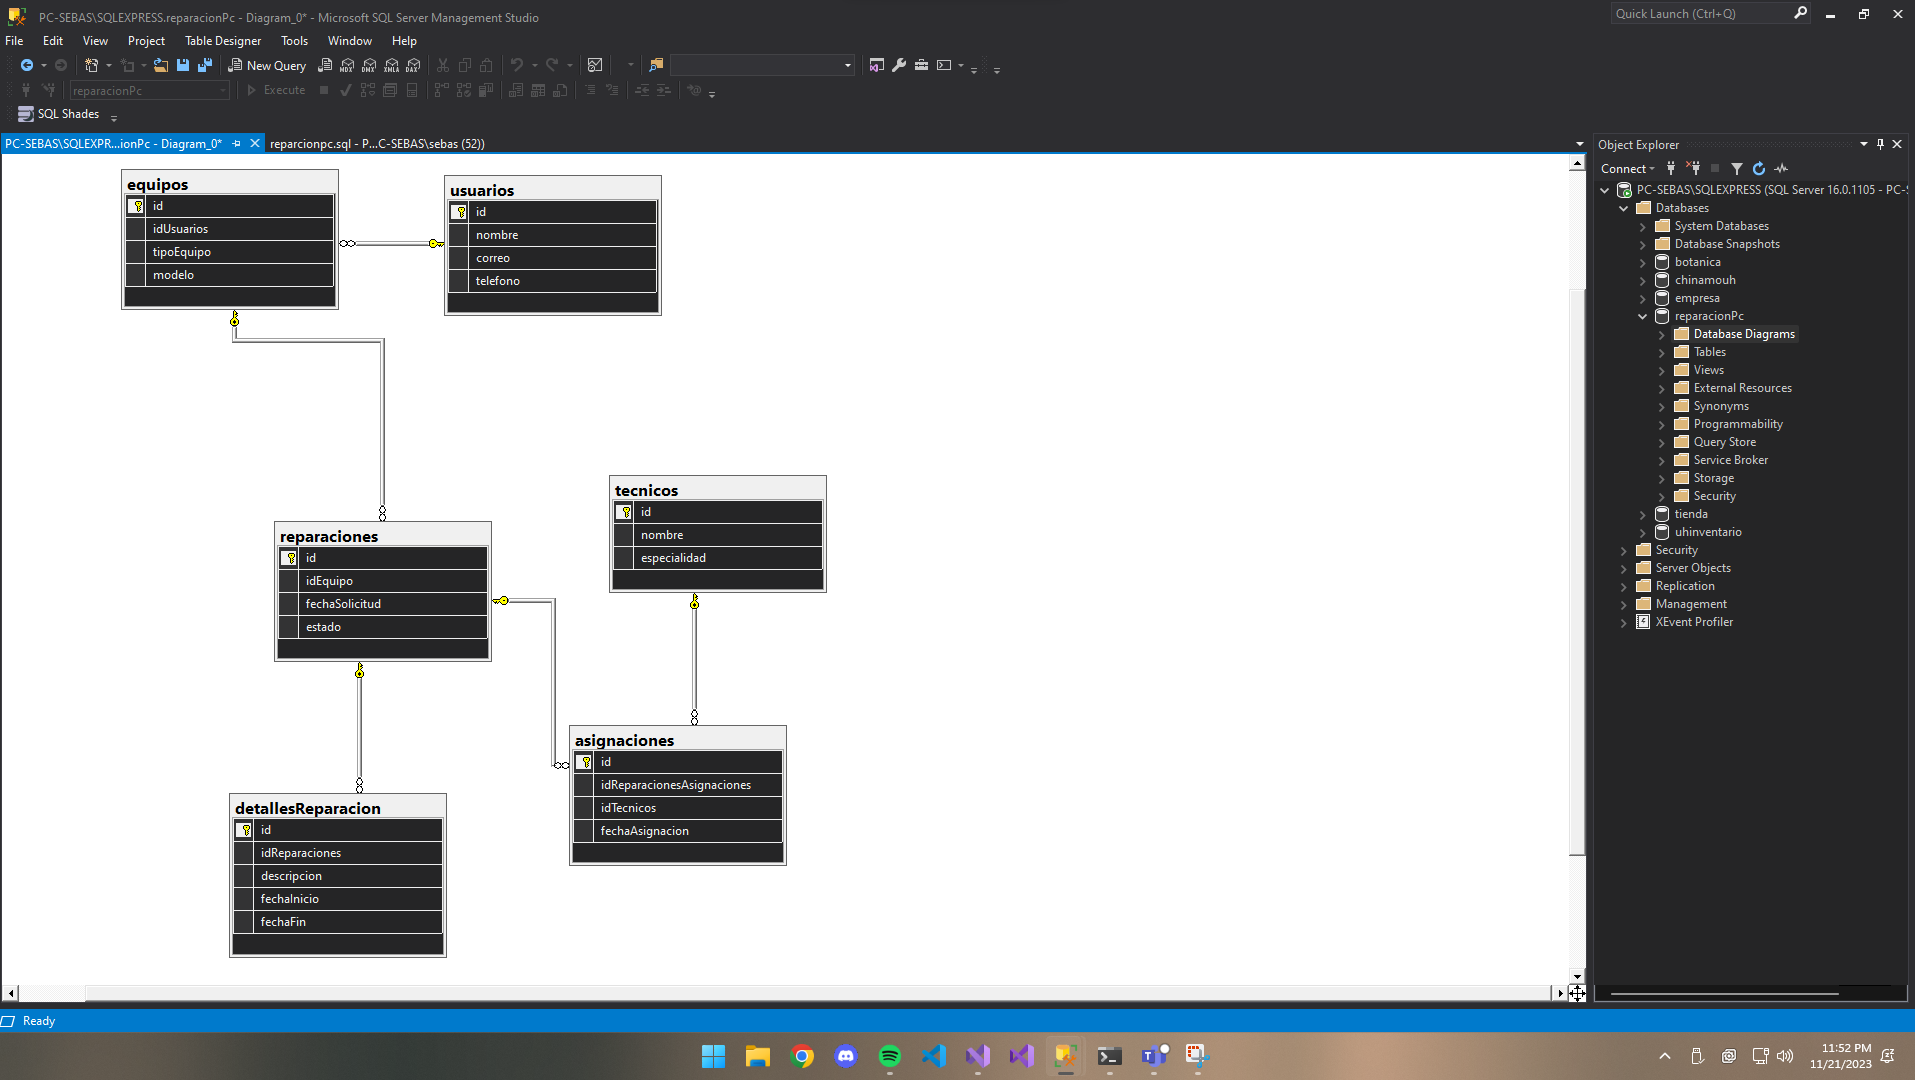 PC-SEBAS\SQLEXPRESS.reparacionPc - Diagram_0* - Microsoft SQL Server Management Studio
Quick Launch (Ctrl+Q)
File Edit View Project Table Designer Tools Window Help
New Query
MDX DMX XMLA DAX
reparacionPc
Execute
SQL Shades
PC-SEBAS\SQLEXPR...ionPc - Diagram_0*
reparcionpc.sql - P...C-SEBAS\sebas (52))
equipos
id
idUsuarios
tipoEquipo
modelo
usuarios
id
nombre
correo
telefono
reparaciones
id
idEquipo
fechaSolicitud
estado
tecnicos
id
nombre
especialidad
detallesReparacion
id
idReparaciones
descripcion
fechaInicio
fechaFin
asignaciones
id
idReparacionesAsignaciones
idTecnicos
fechaAsignacion
Object Explorer
Connect
PC-SEBAS\SQLEXPRESS (SQL Server 16.0.1105 - PC-
Databases
System Databases
Database Snapshots
botanica
chinamouh
empresa
reparacionPc
Database Diagrams
Tables
Views
External Resources
Synonyms
Programmability
Query Store
Service Broker
Storage
Security
tienda
uhinventario
Security
Server Objects
Replication
Management
XEvent Profiler
Ready
11:52 PM
11/21/2023